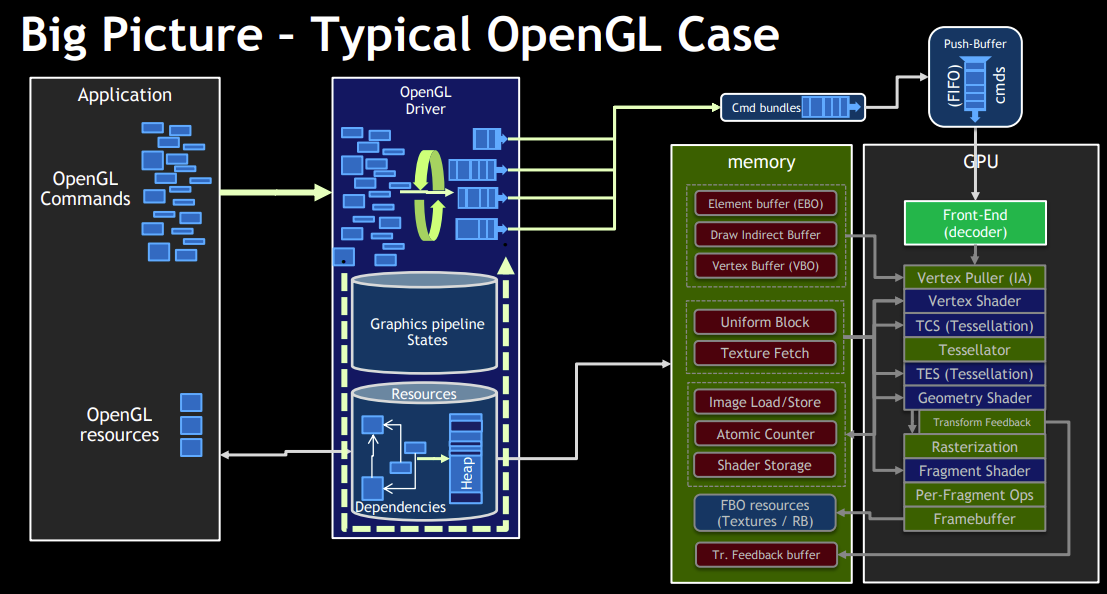 Big Picture – Typical OpenGL Case
Application
OpenGL
Commands
OpenGL
resources
OpenGL
Driver
Graphics pipeline
States
Resources
Heap
Dependencies
Cmd bundles
Push-Buffer
(FIFO)
cmds
memory
Element buffer (EBO)
Draw Indirect Buffer
Vertex Buffer (VBO)
Uniform Block
Texture Fetch
Image Load/Store
Atomic Counter
Shader Storage
FBO resources
(Textures / RB)
Tr. Feedback buffer
GPU
Front-End
(decoder)
Vertex Puller (IA)
Vertex Shader
TCS (Tessellation)
Tessellator
TES (Tessellation)
Geometry Shader
Transform Feedback
Rasterization
Fragment Shader
Per-Fragment Ops
Framebuffer